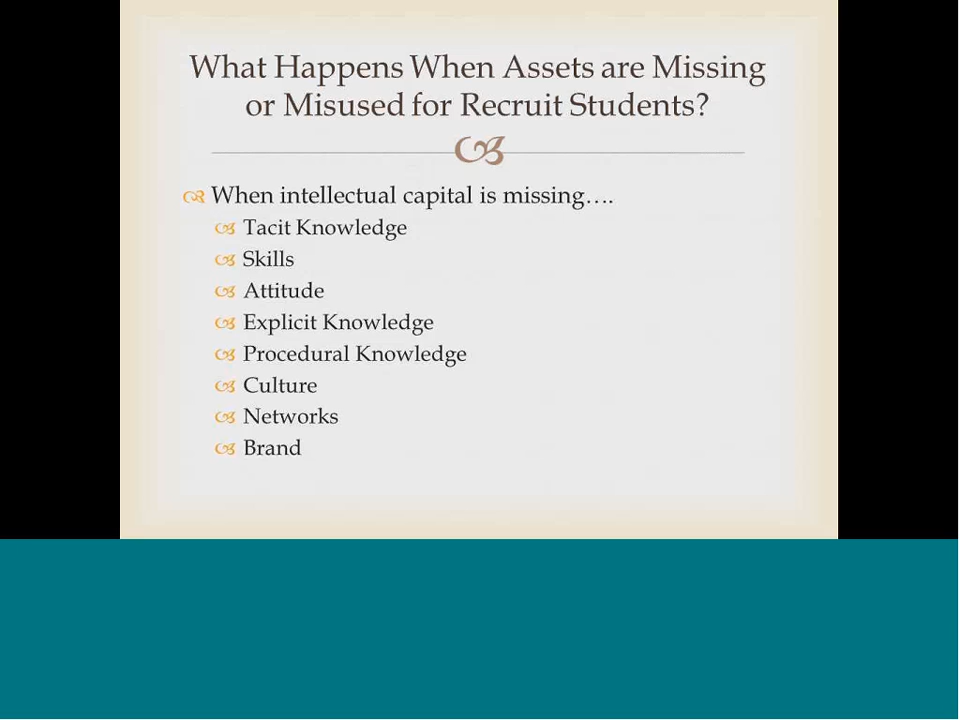 What Happens When Assets are Missing
or Misused for Recruit Students?
When intellectual capital is missing….
Tacit Knowledge
Skills
Attitude
Explicit Knowledge
Procedural Knowledge
Culture
Networks
Brand